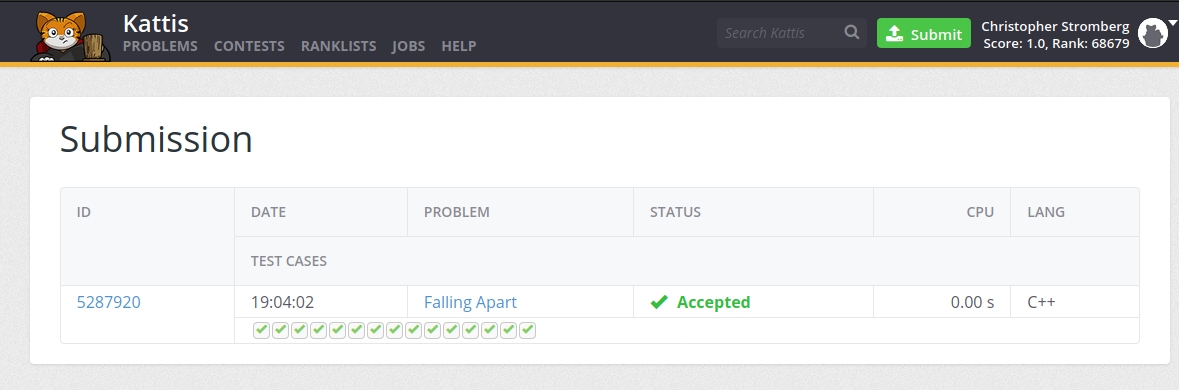 Kattis
PROBLEMS CONTESTS RANKLISTS JOBS HELP
Search Kattis
Submit
Christopher Stromberg
Score: 1.0, Rank: 68679
Submission
ID DATE PROBLEM STATUS CPU LANG
TEST CASES
5287920 19:04:02 Falling Apart Accepted 0.00 s C++